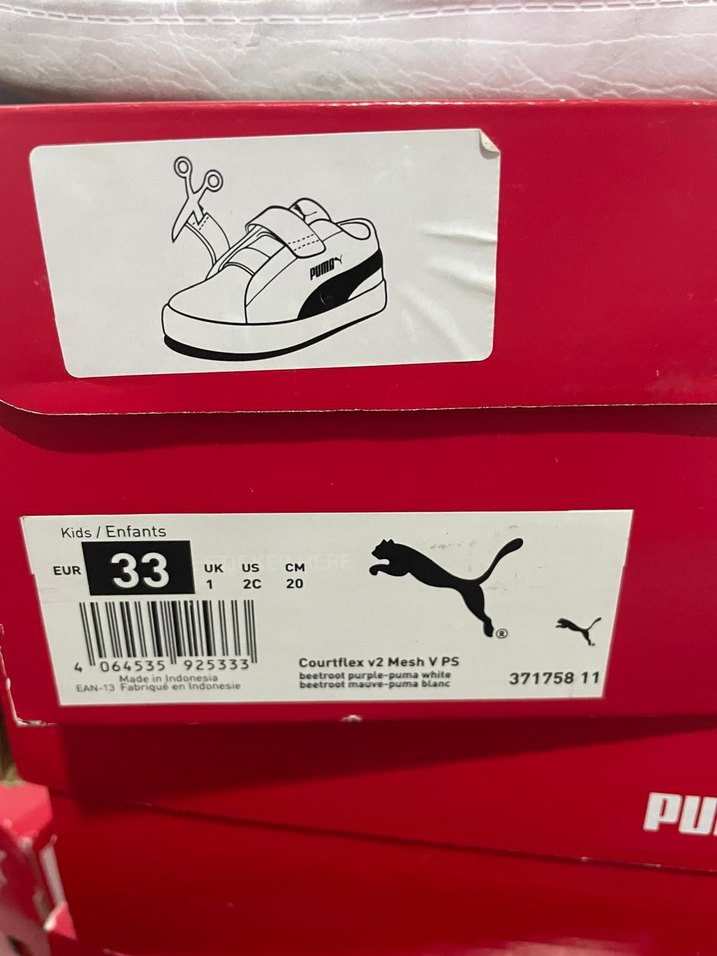 PUMA
Kids / Enfants
EUR 33 UK 1 US 2C CM 20
4 064535 925333
Made in Indonesia
EAN-13 Fabriqué en Indonesie
Courtflex v2 Mesh V PS
beetroot purple-puma white
beetroot mauve-puma blanc
371758 11
®
PU